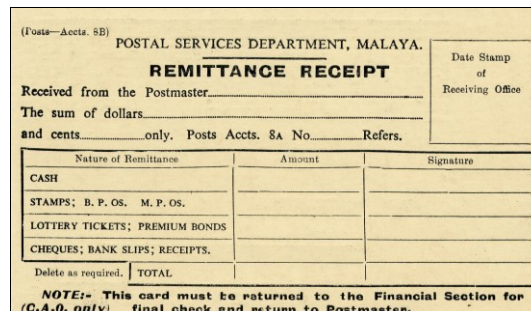 (Posts—Accts. 8B)
POSTAL SERVICES DEPARTMENT, MALAYA.
REMITTANCE RECEIPT
Date Stamp
of
Receiving Office
Received from the Postmaster
The sum of dollars
and cents only. Posts Accts. 8A No. Refers.
Nature of Remittance Amount Signature
CASH
STAMPS; B. P. OS. M. P. OS.
LOTTERY TICKETS; PREMIUM BONDS
CHEQUES; BANK SLIPS; RECEIPTS.
Delete as required. TOTAL
NOTE:- This card must be returned to the Financial Section for
(C.A.O. only) final check and return to Postmaster.